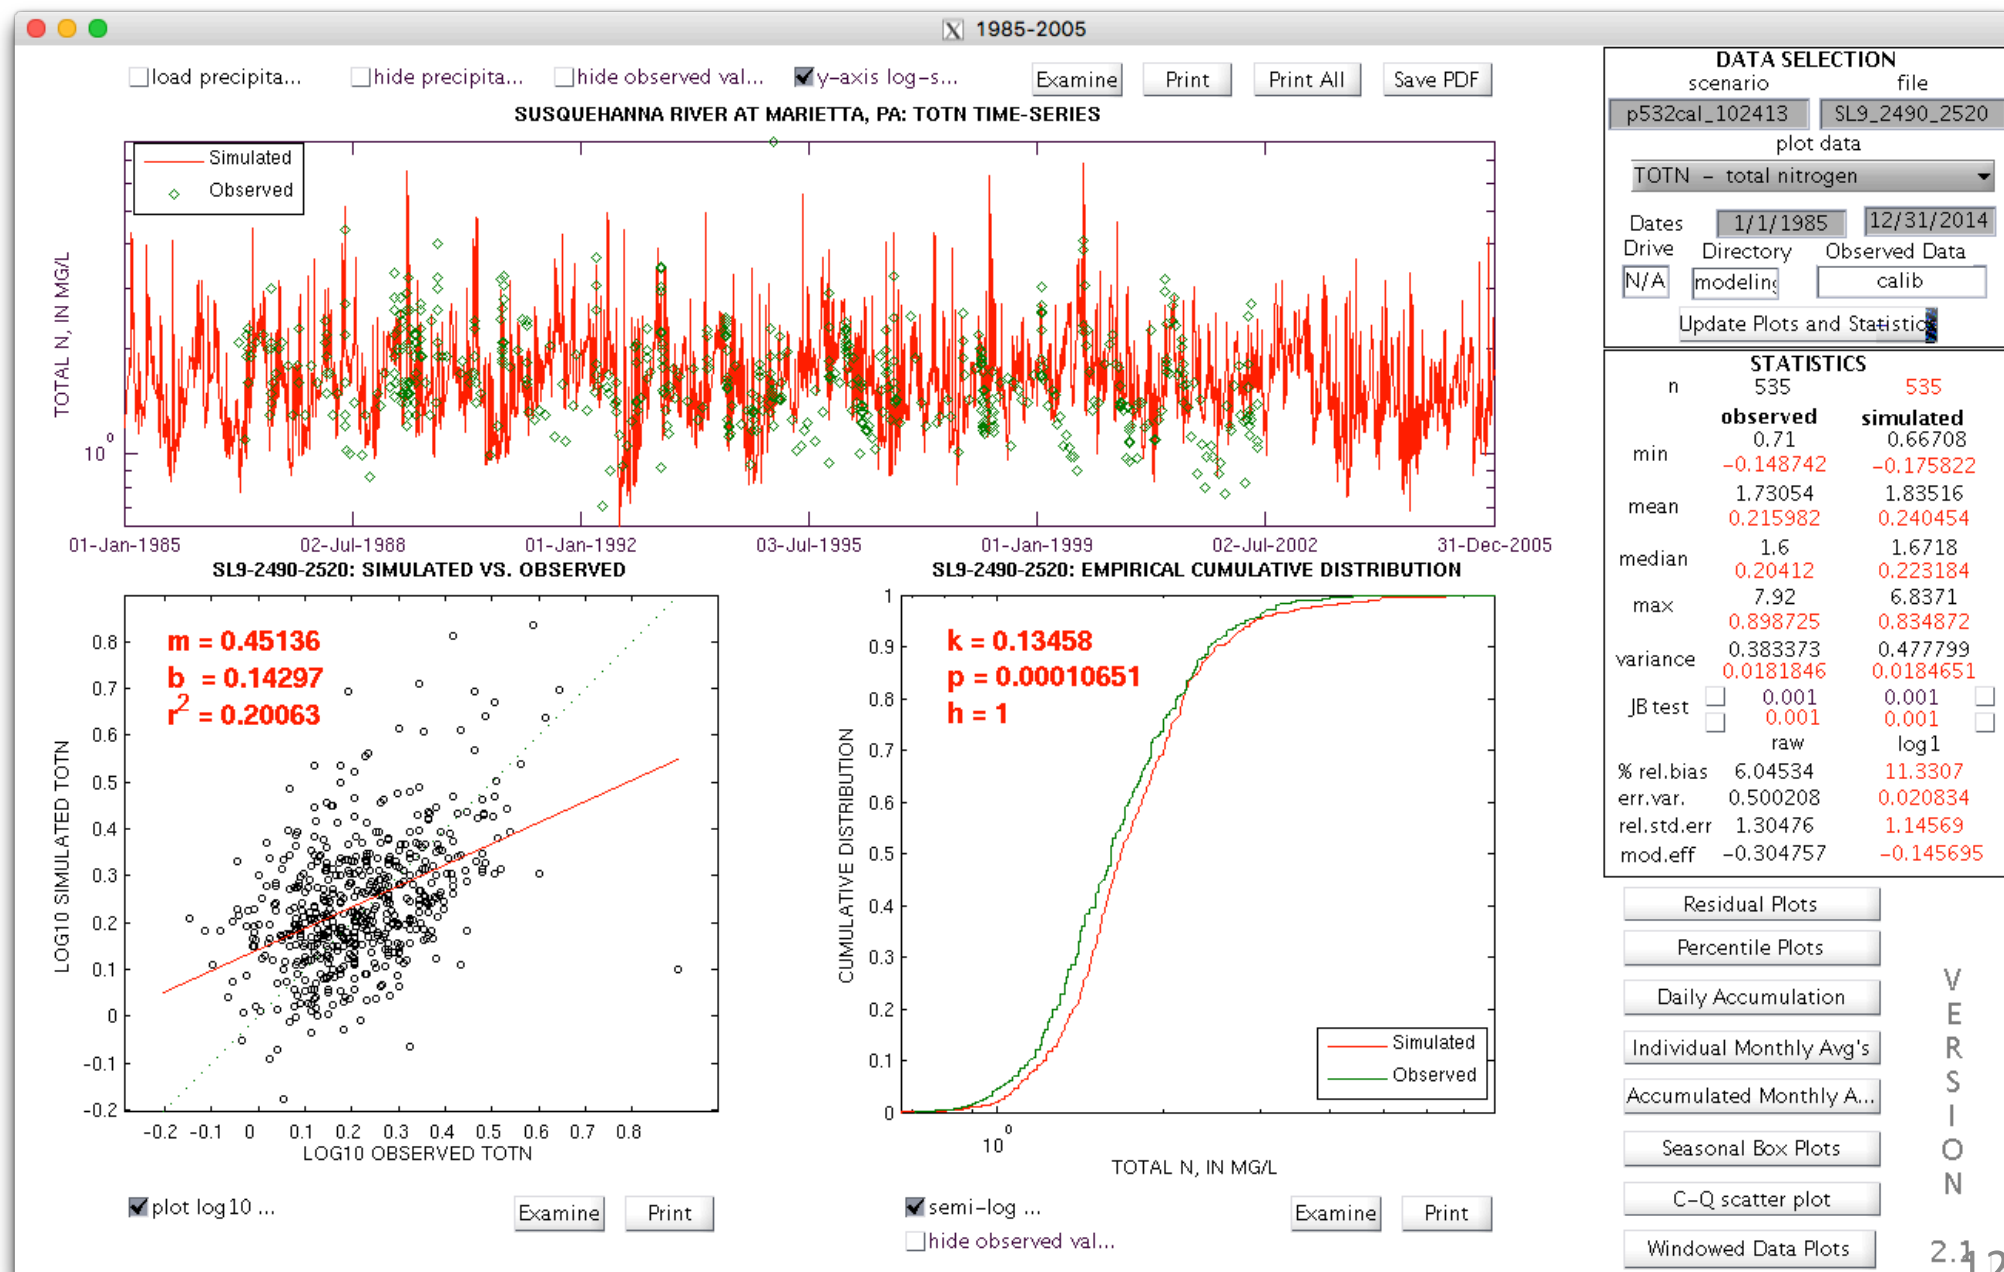 1985-2005
load precipita...
hide precipita...
hide observed val...
y-axis log-s...
Examine
Print
Print All
Save PDF
SUSQUEHANNA RIVER AT MARIETTA, PA: TOTN TIME-SERIES
Simulated
Observed
TOTAL N, IN MG/L
10^0
01-Jan-1985 02-Jul-1988 01-Jan-1992 03-Jul-1995 01-Jan-1999 02-Jul-2002 31-Dec-2005
SL9-2490-2520: SIMULATED VS. OBSERVED
m = 0.45136
b = 0.14297
r^2 = 0.20063
LOG10 SIMULATED TOTN
0.8
0.7
0.6
0.5
0.4
0.3
0.2
0.1
0
-0.1
-0.2
-0.2 -0.1 0 0.1 0.2 0.3 0.4 0.5 0.6 0.7 0.8
LOG10 OBSERVED TOTN
plot log10 ...
Examine
Print
SL9-2490-2520: EMPIRICAL CUMULATIVE DISTRIBUTION
k = 0.13458
p = 0.00010651
h = 1
CUMULATIVE DISTRIBUTION
1
0.9
0.8
0.7
0.6
0.5
0.4
0.3
0.2
0.1
0
Simulated
Observed
10^0
TOTAL N, IN MG/L
semi-log ...
hide observed val...
Examine
Print
DATA SELECTION
scenario file
p532cal_102413 SL9_2490_2520
plot data
TOTN - total nitrogen
Dates 1/1/1985 12/31/2014
Drive Directory Observed Data
N/A modeling calib
Update Plots and Statistics
STATISTICS
n 535 535
observed simulated
min 0.71 0.66708
-0.148742 -0.175822
mean 1.73054 1.83516
0.215982 0.240454
median 1.6 1.6718
0.20412 0.223184
max 7.92 6.8371
0.898725 0.834872
variance 0.383373 0.477799
0.0181846 0.0184651
JB test 0.001 0.001
0.001 0.001
raw log1
% rel.bias 6.04534 11.3307
err.var. 0.500208 0.020834
rel.std.err 1.30476 1.14569
mod.eff -0.304757 -0.145695
Residual Plots
Percentile Plots
Daily Accumulation
Individual Monthly Avg's
Accumulated Monthly A...
Seasonal Box Plots
C-Q scatter plot
Windowed Data Plots
VERSION
2.1
12